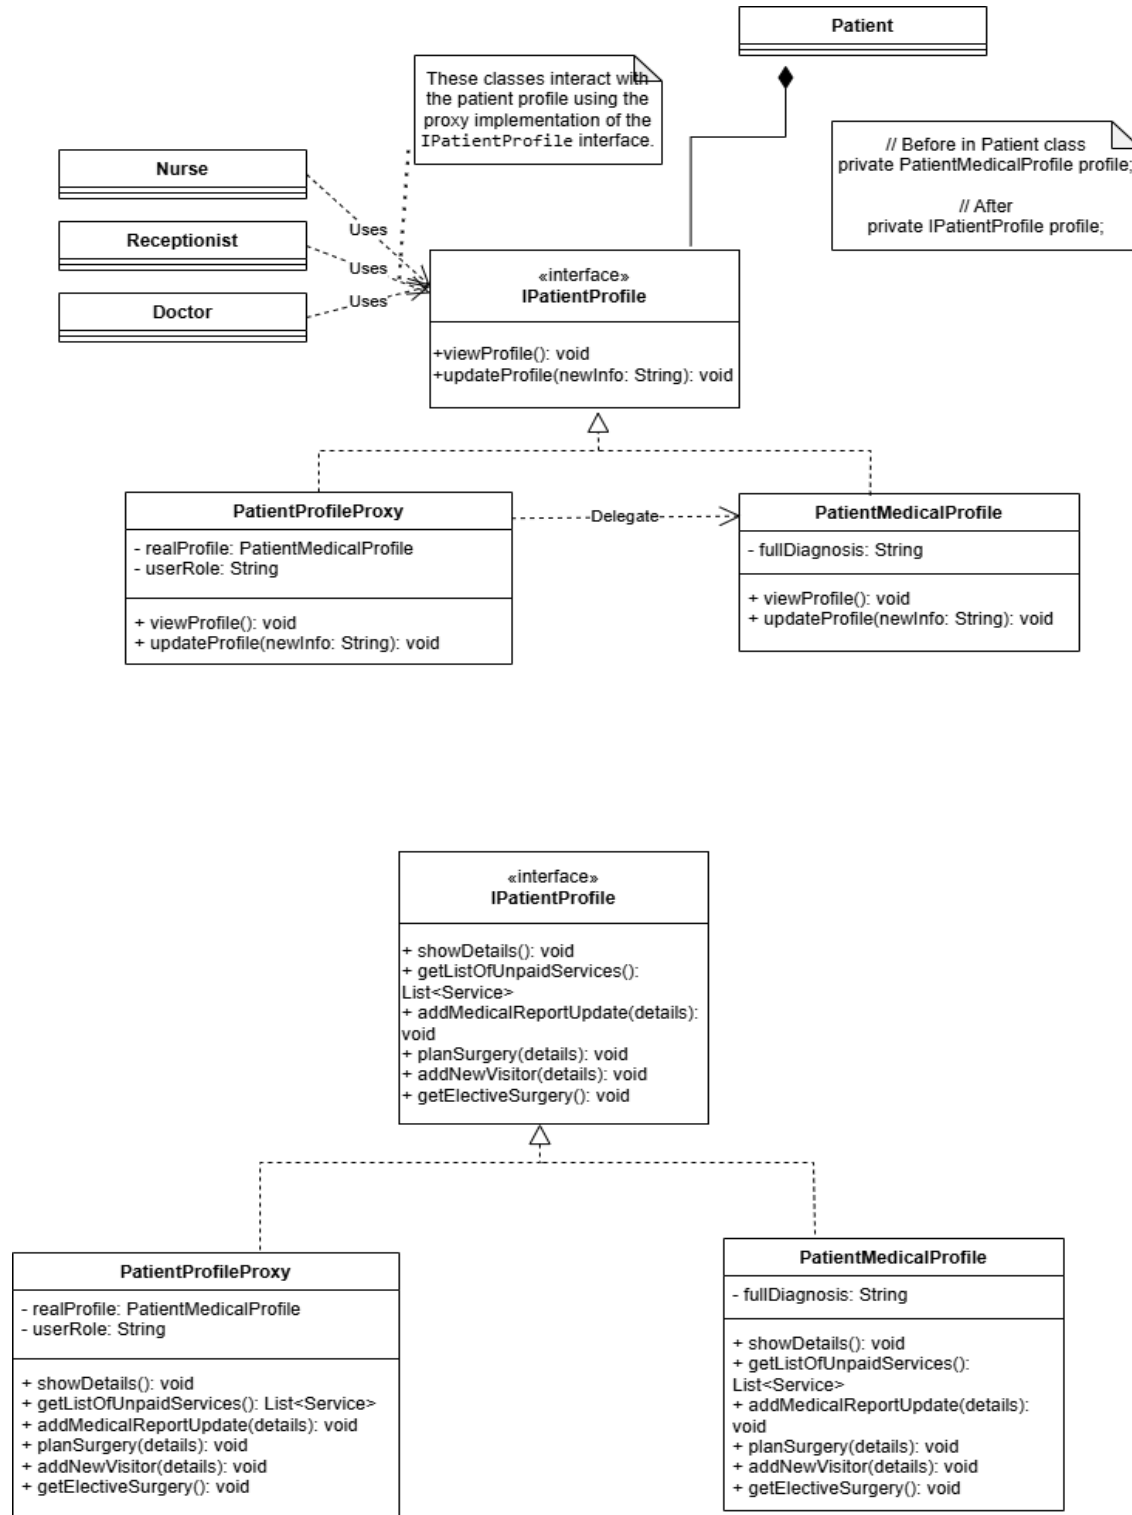 Patient
These classes interact with
the patient profile using the
proxy implementation of the
IPatientProfile interface.
// Before in Patient class
private PatientMedicalProfile profile;
// After
private IPatientProfile profile;
Nurse
Uses
Receptionist
Uses
Doctor
Uses
«interface»
IPatientProfile
+viewProfile(): void
+updateProfile(newInfo: String): void
PatientProfileProxy
- realProfile: PatientMedicalProfile
- userRole: String
+ viewProfile(): void
+ updateProfile(newInfo: String): void
Delegate
PatientMedicalProfile
- fullDiagnosis: String
+ viewProfile(): void
+ updateProfile(newInfo: String): void
«interface»
IPatientProfile
+ showDetails(): void
+ getListOfUnpaidServices():
List<Service>
+ addMedicalReportUpdate(details):
void
+ planSurgery(details): void
+ addNewVisitor(details): void
+ getElectiveSurgery(): void
PatientProfileProxy
- realProfile: PatientMedicalProfile
- userRole: String
+ showDetails(): void
+ getListOfUnpaidServices(): List<Service>
+ addMedicalReportUpdate(details): void
+ planSurgery(details): void
+ addNewVisitor(details): void
+ getElectiveSurgery(): void
PatientMedicalProfile
- fullDiagnosis: String
+ showDetails(): void
+ getListOfUnpaidServices():
List<Service>
+ addMedicalReportUpdate(details):
void
+ planSurgery(details): void
+ addNewVisitor(details): void
+ getElectiveSurgery(): void